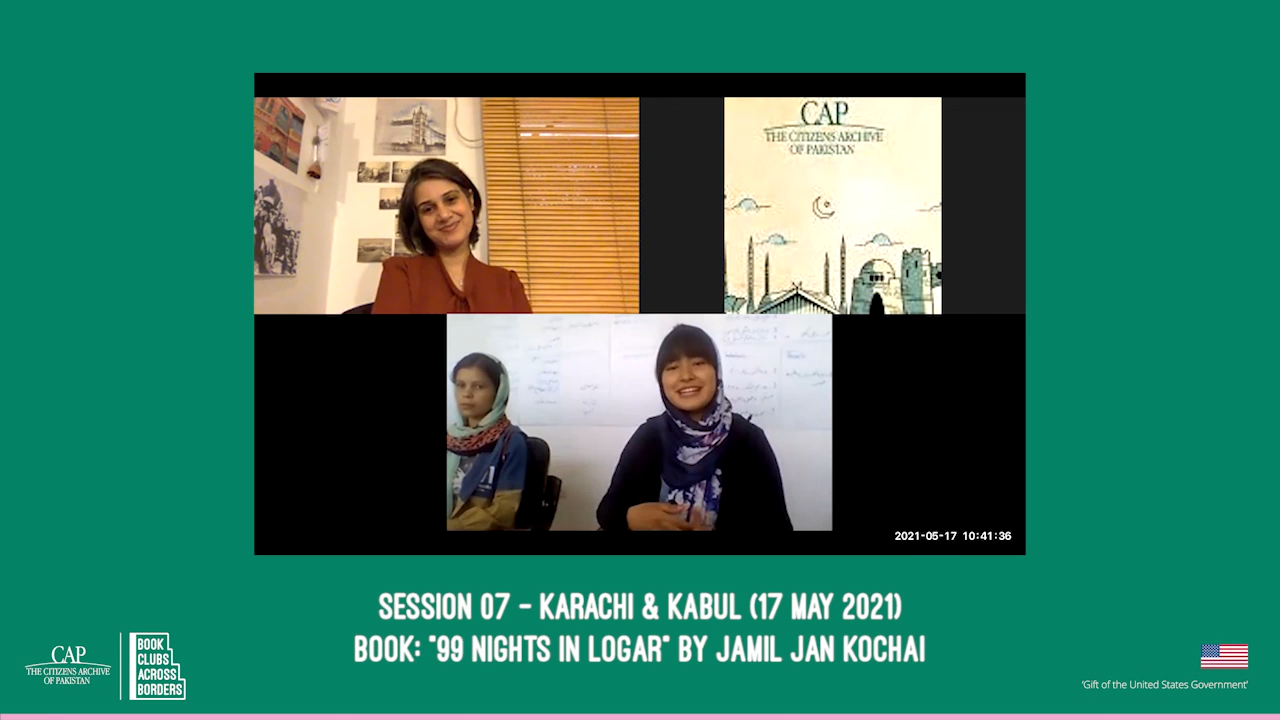 CAP
THE CITIZENS ARCHIVE
OF PAKISTAN
2021-05-17 10:41:36
SESSION 07 - KARACHI & KABUL (17 MAY 2021)
BOOK: "99 NIGHTS IN LOGAR" BY JAMIL JAN KOCHAI
CAP
THE CITIZENS ARCHIVE
OF PAKISTAN
BOOK
CLUBS
ACROSS
BORDERS
'Gift of the United States Government'